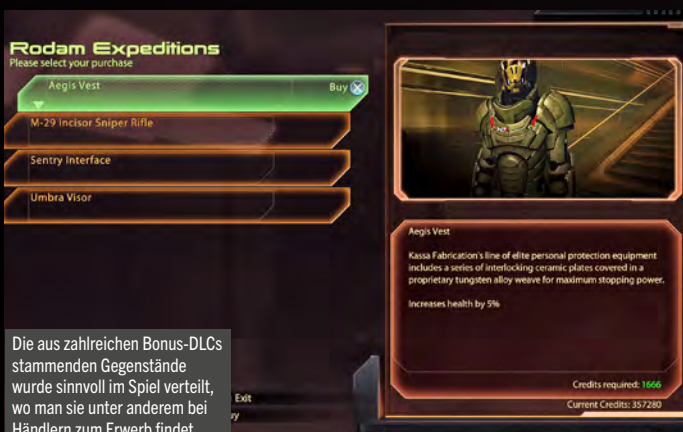 Rodam Expeditions
Please select your purchase
Aegis Vest
Buy
M-29 Incisor Sniper Rifle
Sentry Interface
Umbra Visor
Aegis Vest
Kassa Fabrication's line of elite personal protection equipment
includes a series of interlocking ceramic plates covered in a
proprietary tungsten alloy weave for maximum stopping power.
Increases health by 5%
Credits required: 1666
Current Credits: 357280
Exit
Die aus zahlreichen Bonus-DLCs
stammenden Gegenstände
wurde sinnvoll im Spiel verteilt,
wo man sie unter anderem bei
Händlern zum Erwerb findet